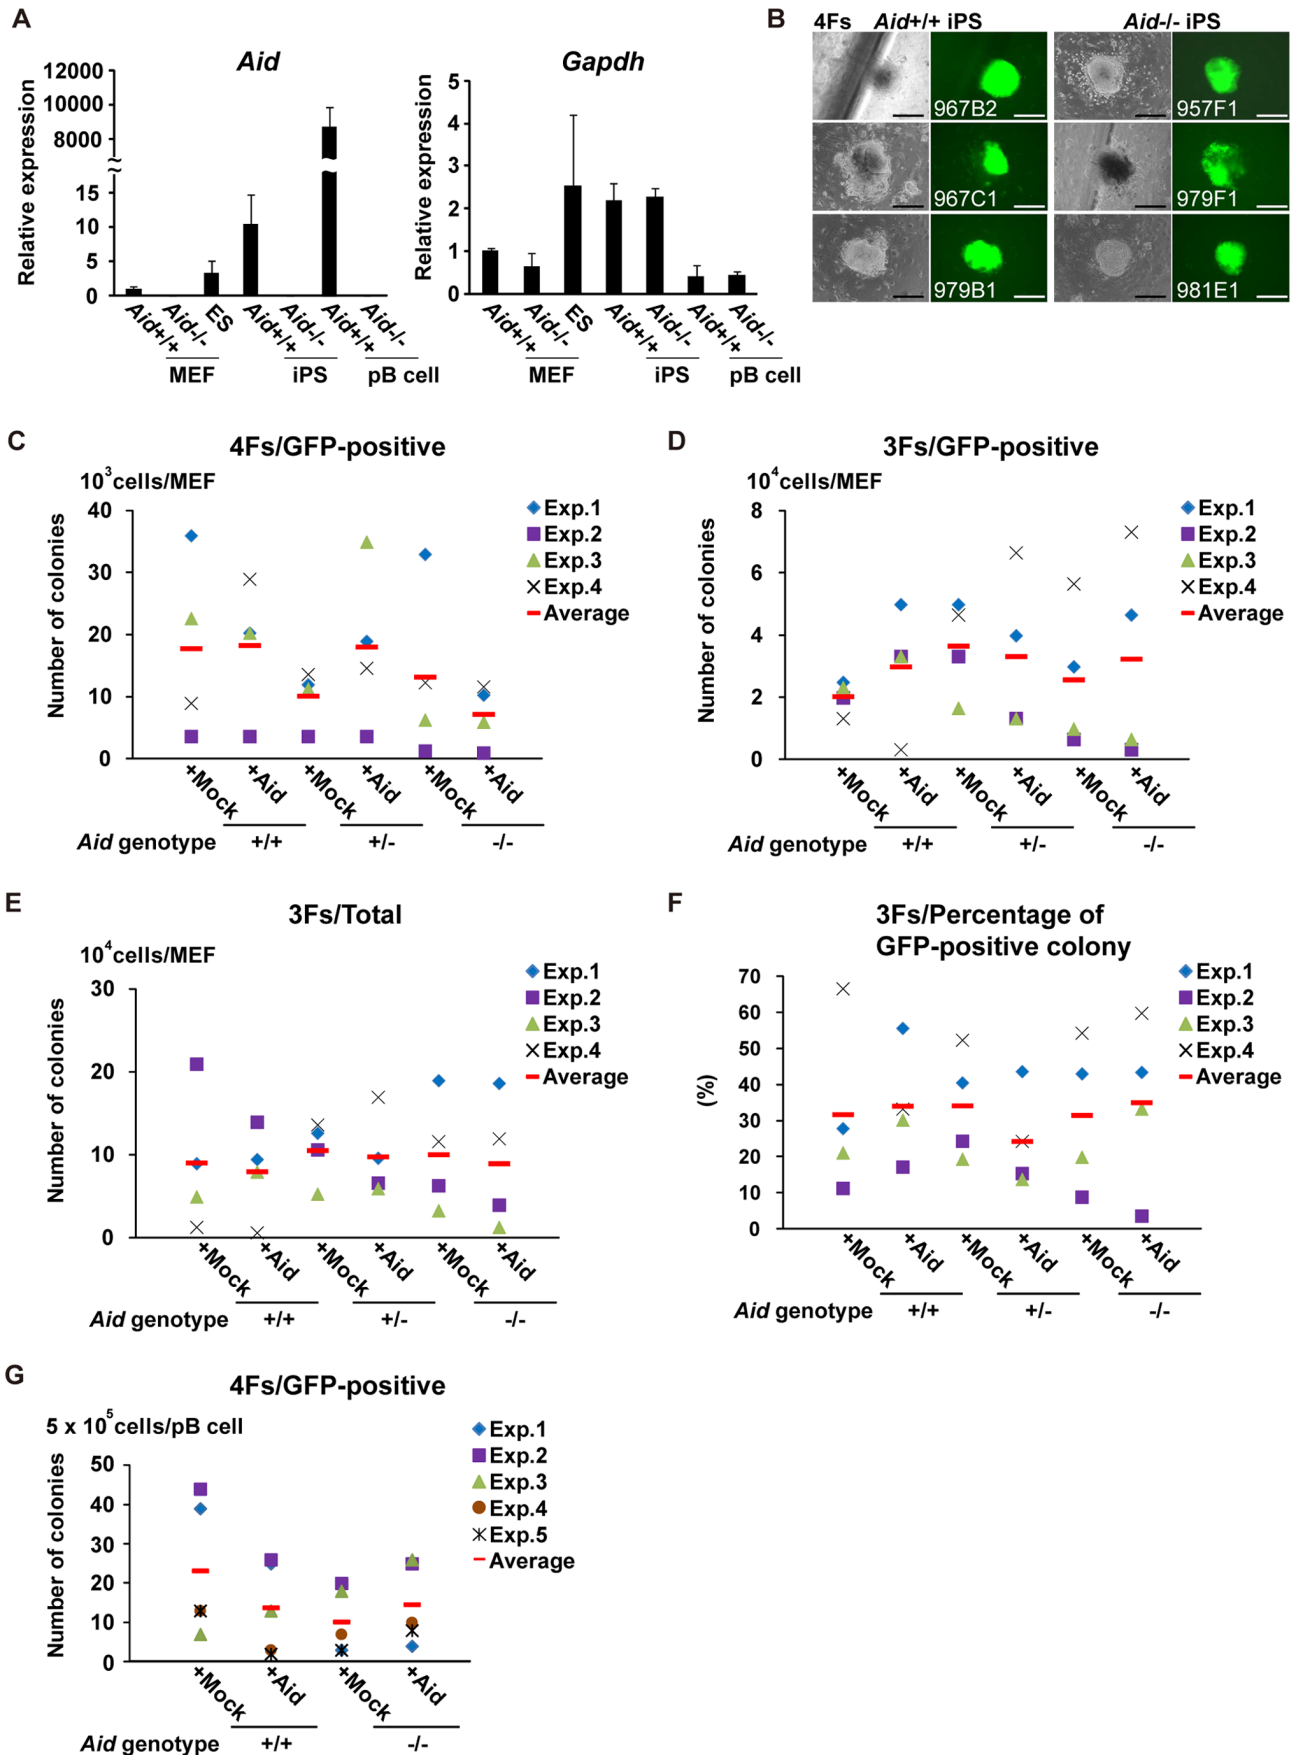 A
Aid
Relative expression
12000
10000
8000
15
10
5
0
Aid+/+
Aid-/-
ES
Aid+/+
Aid-/-
Aid+/+
Aid-/-
MEF
iPS
pB cell
Gapdh
Relative expression
5
4
3
2
1
0
Aid+/+
Aid-/-
ES
Aid+/+
Aid-/-
Aid+/+
Aid-/-
MEF
iPS
pB cell
B
4Fs
Aid+/+ iPS
Aid-/- iPS
967B2
957F1
967C1
979F1
979B1
981E1
C
4Fs/GFP-positive
10³cells/MEF
Number of colonies
40
30
20
10
0
Exp.1
Exp.2
Exp.3
Exp.4
Average
+Mock
+Aid
+Mock
+Aid
+Mock
+Aid
Aid genotype
+/+
+/-
-/-
D
3Fs/GFP-positive
10⁴cells/MEF
Number of colonies
8
6
4
2
0
Exp.1
Exp.2
Exp.3
Exp.4
Average
+Mock
+Aid
+Mock
+Aid
+Mock
+Aid
Aid genotype
+/+
+/-
-/-
E
3Fs/Total
10⁴cells/MEF
Number of colonies
30
20
10
0
Exp.1
Exp.2
Exp.3
Exp.4
Average
+Mock
+Aid
+Mock
+Aid
+Mock
+Aid
Aid genotype
+/+
+/-
-/-
F
3Fs/Percentage of
GFP-positive colony
(%)
70
60
50
40
30
20
10
0
Exp.1
Exp.2
Exp.3
Exp.4
Average
+Mock
+Aid
+Mock
+Aid
+Mock
+Aid
Aid genotype
+/+
+/-
-/-
G
4Fs/GFP-positive
5 x 10⁵cells/pB cell
Number of colonies
50
40
30
20
10
0
Exp.1
Exp.2
Exp.3
Exp.4
Exp.5
Average
+Mock
+Aid
+Mock
+Aid
Aid genotype
+/+
-/-